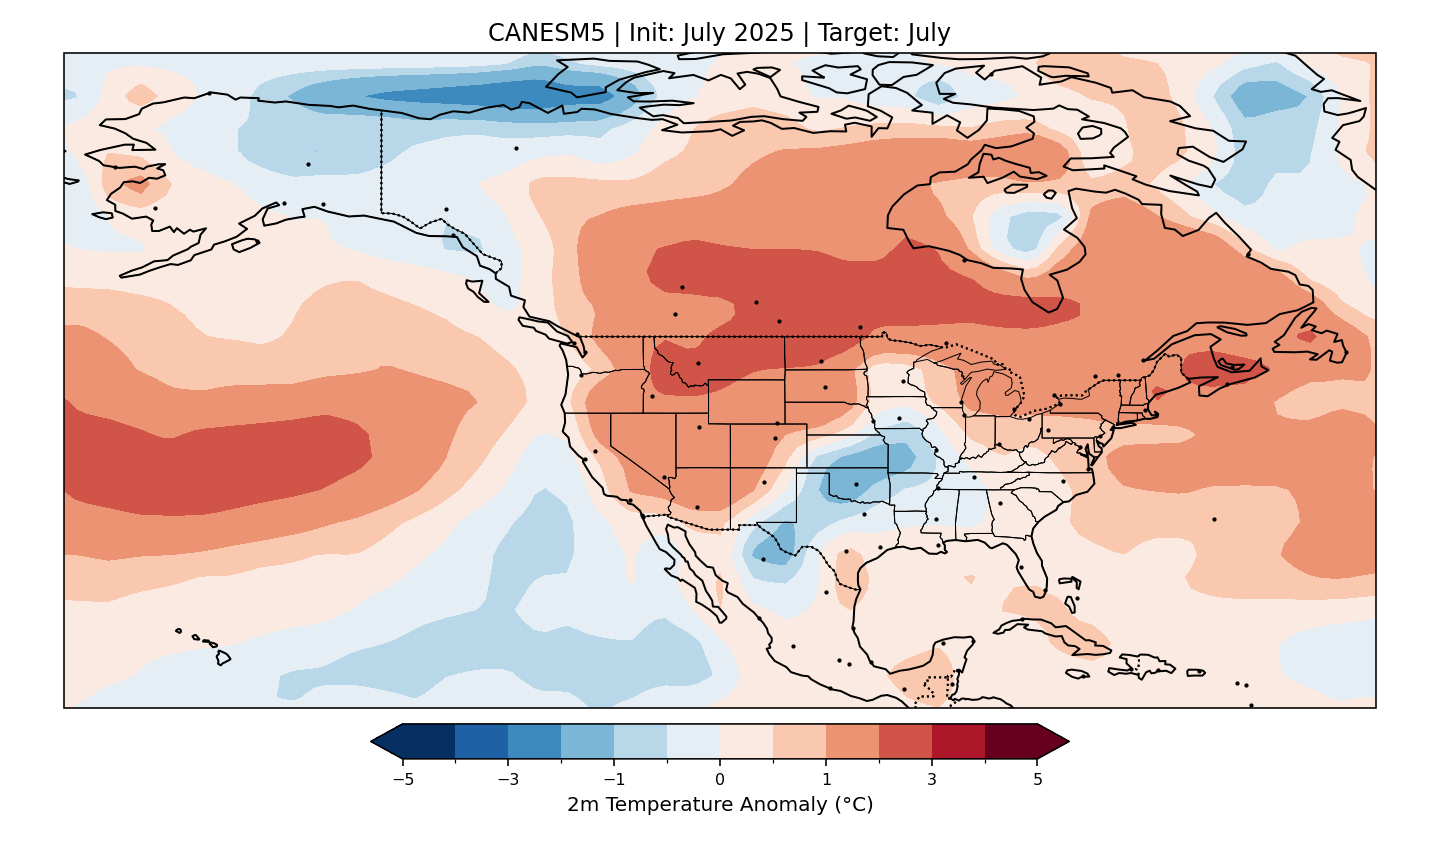 CANESM5 | Init: July 2025 | Target: July
−5 −3 −1 0 1 3 5
2m Temperature Anomaly (°C)